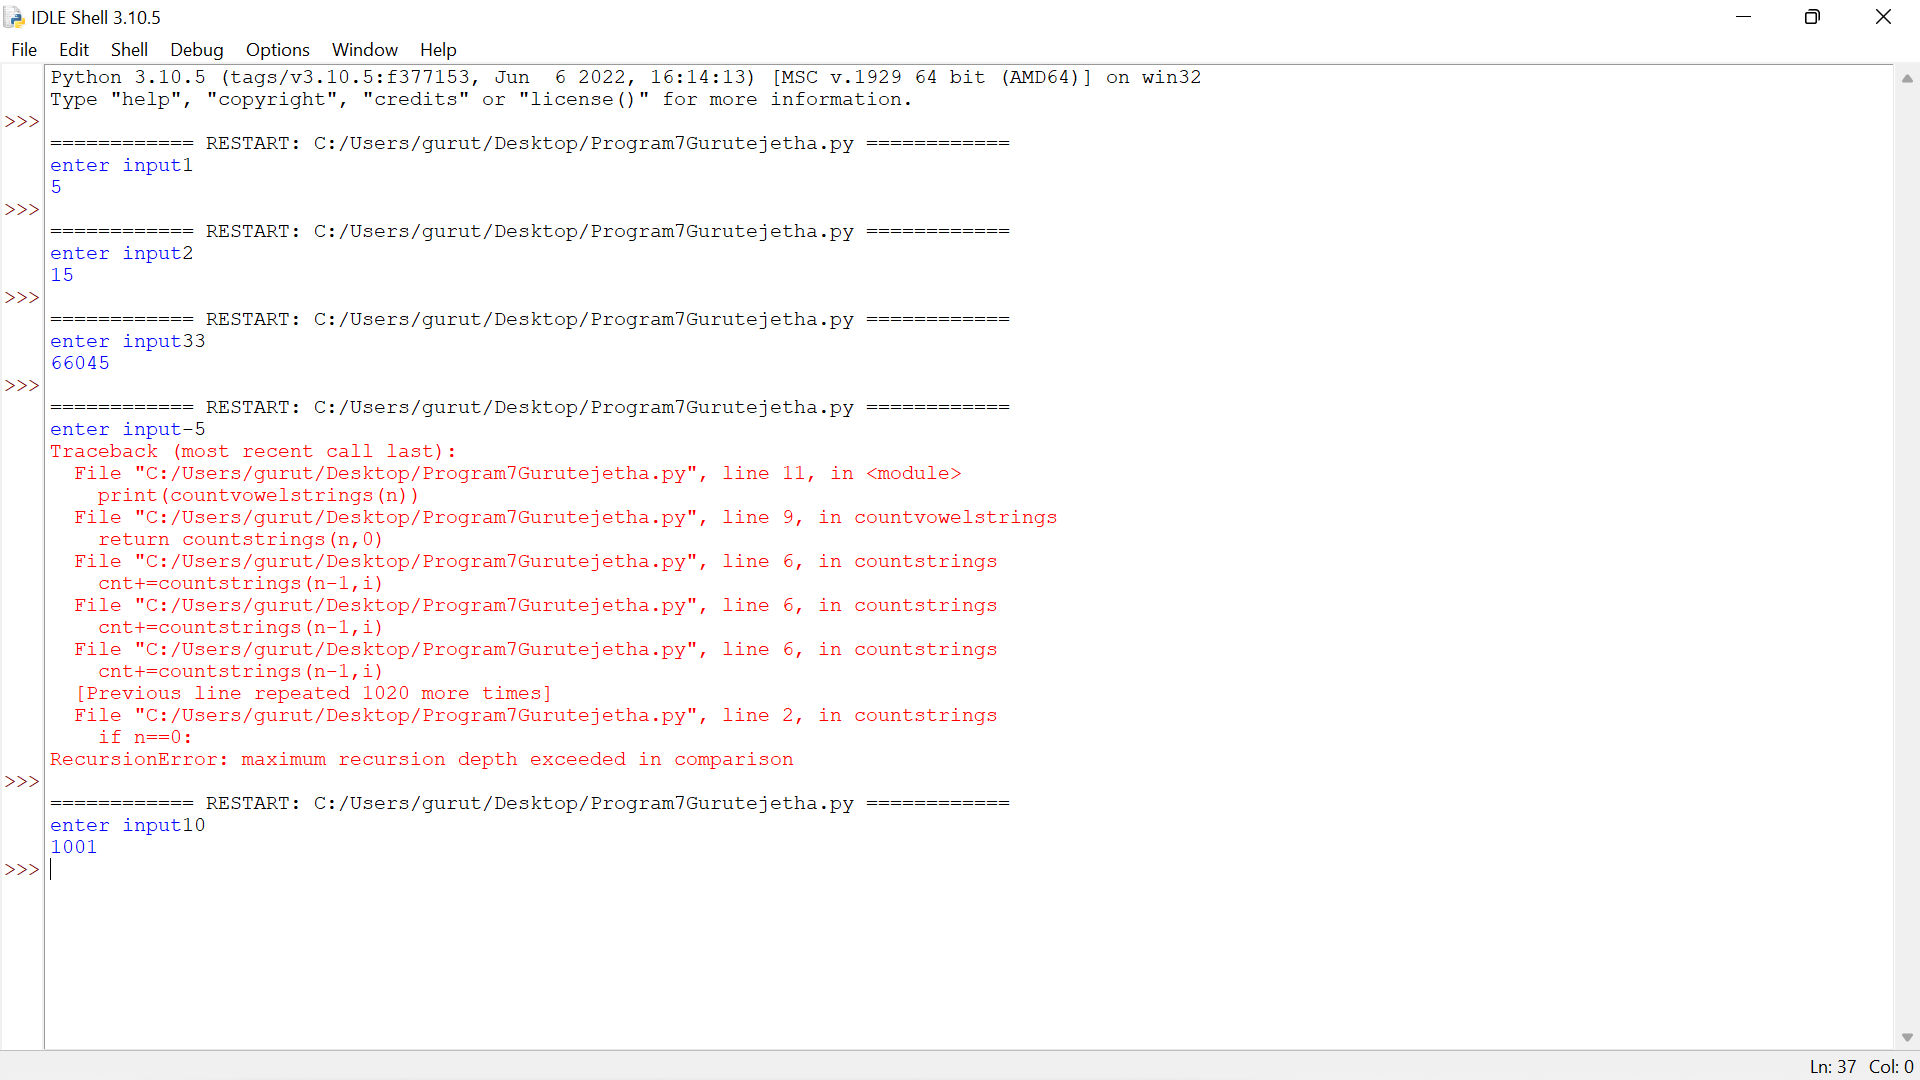 IDLE Shell 3.10.5
File Edit Shell Debug Options Window Help
Python 3.10.5 (tags/v3.10.5:f377153, Jun  6 2022, 16:14:13) [MSC v.1929 64 bit (AMD64)] on win32
Type "help", "copyright", "credits" or "license()" for more information.
>>>
============ RESTART: C:/Users/gurut/Desktop/Program7Gurutejetha.py ============
enter input1
5
>>>
============ RESTART: C:/Users/gurut/Desktop/Program7Gurutejetha.py ============
enter input2
15
>>>
============ RESTART: C:/Users/gurut/Desktop/Program7Gurutejetha.py ============
enter input33
66045
>>>
============ RESTART: C:/Users/gurut/Desktop/Program7Gurutejetha.py ============
enter input-5
Traceback (most recent call last):
  File "C:/Users/gurut/Desktop/Program7Gurutejetha.py", line 11, in <module>
    print(countvowelstrings(n))
  File "C:/Users/gurut/Desktop/Program7Gurutejetha.py", line 9, in countvowelstrings
    return countstrings(n,0)
  File "C:/Users/gurut/Desktop/Program7Gurutejetha.py", line 6, in countstrings
    cnt+=countstrings(n-1,i)
  File "C:/Users/gurut/Desktop/Program7Gurutejetha.py", line 6, in countstrings
    cnt+=countstrings(n-1,i)
  File "C:/Users/gurut/Desktop/Program7Gurutejetha.py", line 6, in countstrings
    cnt+=countstrings(n-1,i)
  [Previous line repeated 1020 more times]
  File "C:/Users/gurut/Desktop/Program7Gurutejetha.py", line 2, in countstrings
    if n==0:
RecursionError: maximum recursion depth exceeded in comparison
>>>
============ RESTART: C:/Users/gurut/Desktop/Program7Gurutejetha.py ============
enter input10
1001
>>>
Ln: 37 Col: 0